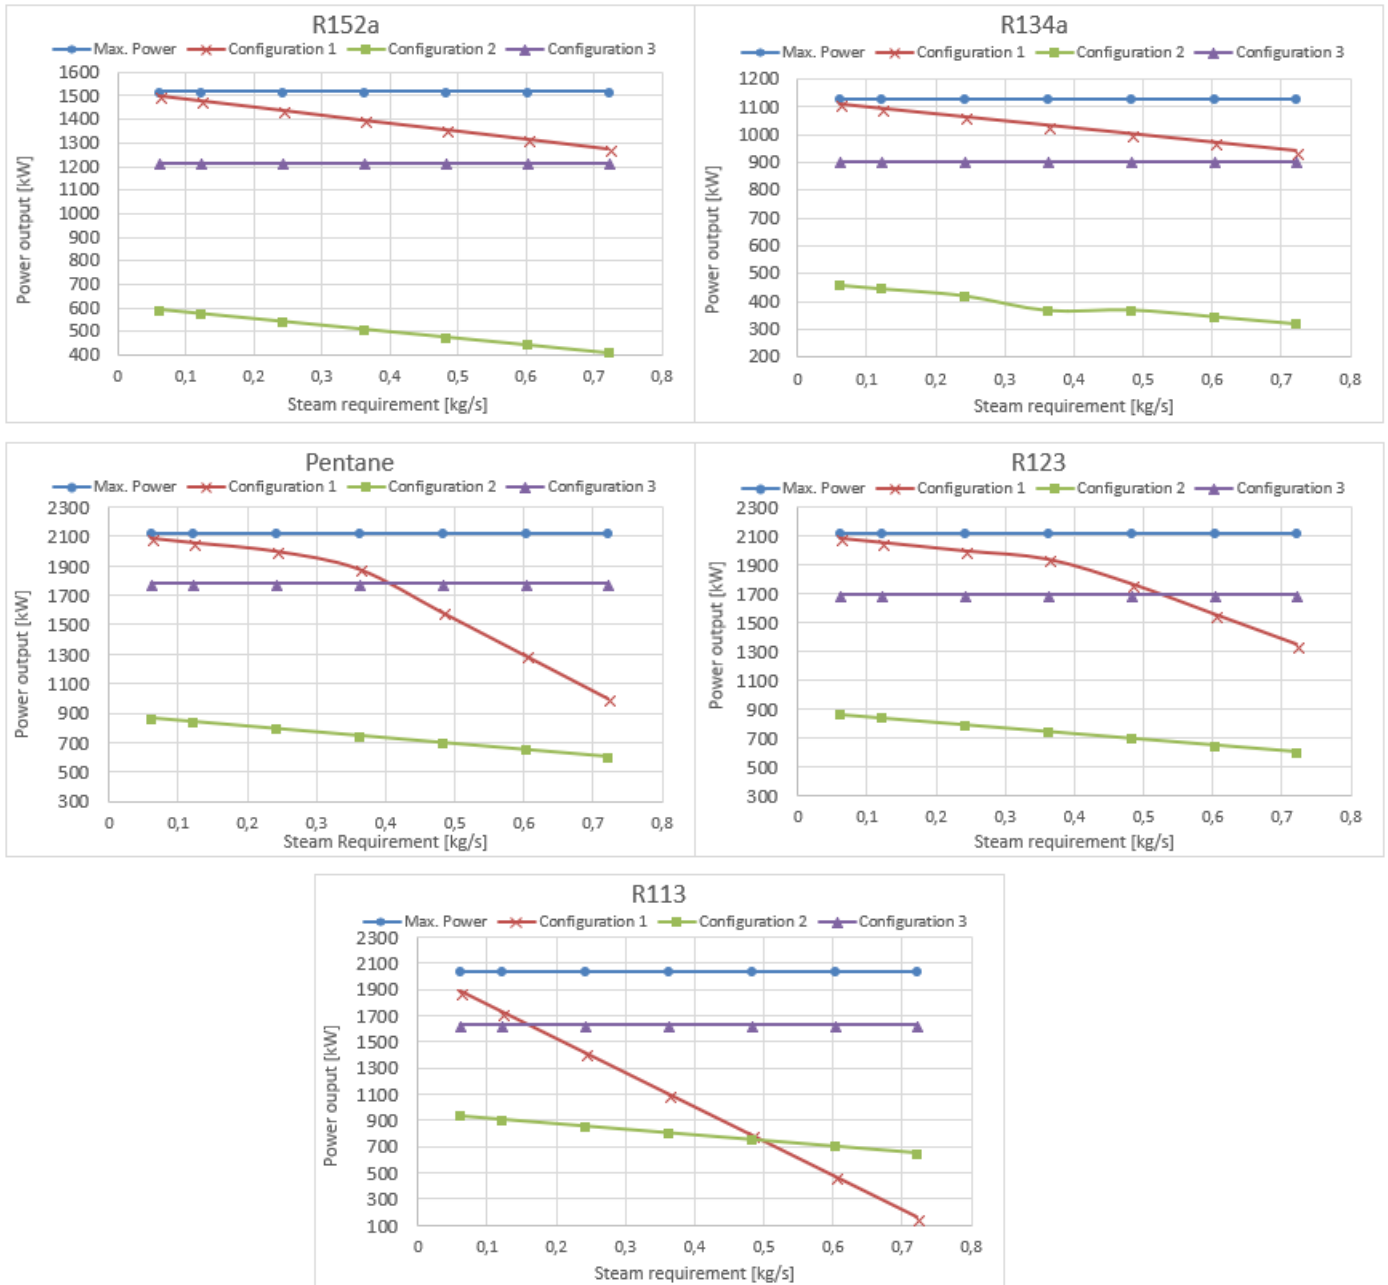 R152a
Max. Power Configuration 1 Configuration 2 Configuration 3
1600
1500
1400
1300
1200
1100
1000
900
800
700
600
500
400
Power output [kW]
0 0,1 0,2 0,3 0,4 0,5 0,6 0,7 0,8
Steam requirement [kg/s]
R134a
Max. Power Configuration 1 Configuration 2 Configuration 3
1200
1100
1000
900
800
700
600
500
400
300
200
Power output [kW]
0 0,1 0,2 0,3 0,4 0,5 0,6 0,7 0,8
Steam requirement [kg/s]
Pentane
Max. Power Configuration 1 Configuration 2 Configuration 3
2300
2100
1900
1700
1500
1300
1100
900
700
500
300
Power output [kW]
0 0,1 0,2 0,3 0,4 0,5 0,6 0,7 0,8
Steam Requirement [kg/s]
R123
Max. Power Configuration 1 Configuration 2 Configuration 3
2300
2100
1900
1700
1500
1300
1100
900
700
500
300
Power output [kW]
0 0,1 0,2 0,3 0,4 0,5 0,6 0,7 0,8
Steam requirement [kg/s]
R113
Max. Power Configuration 1 Configuration 2 Configuration 3
2300
2100
1900
1700
1500
1300
1100
900
700
500
300
100
Power ouput [kW]
0 0,1 0,2 0,3 0,4 0,5 0,6 0,7 0,8
Steam requirement [kg/s]